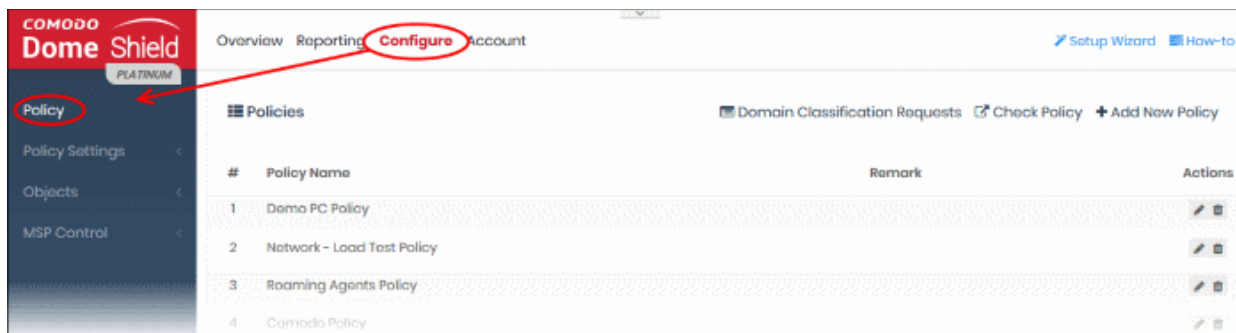 COMODO
Dome Shield
PLATINUM
Overview Reporting Configure Account
Setup Wizard How-to
Policy
Policy Settings
Objects
MSP Control
Policies
Domain Classification Requests Check Policy + Add New Policy
# Policy Name Remark Actions
1 Demo PC Policy
2 Network - Load Test Policy
3 Roaming Agents Policy
4 Comodo Policy